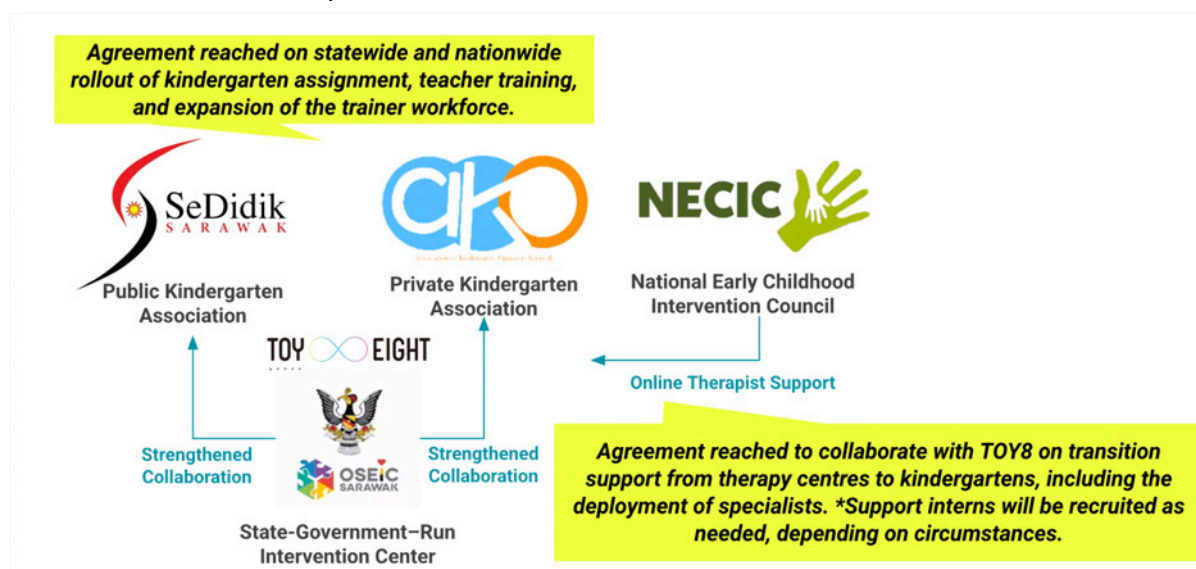 Agreement reached on statewide and nationwide
rollout of kindergarten assignment, teacher training,
and expansion of the trainer workforce.
SeDidik
SARAWAK
Public Kindergarten
Association
Private Kindergarten
Association
NECIC
National Early Childhood
Intervention Council
TOY EIGHT
Online Therapist Support
Strengthened
Collaboration
OSEIC
SARAWAK
Strengthened
Collaboration
State-Government–Run
Intervention Center
Agreement reached to collaborate with TOY8 on transition
support from therapy centres to kindergartens, including the
deployment of specialists. *Support interns will be recruited as
needed, depending on circumstances.